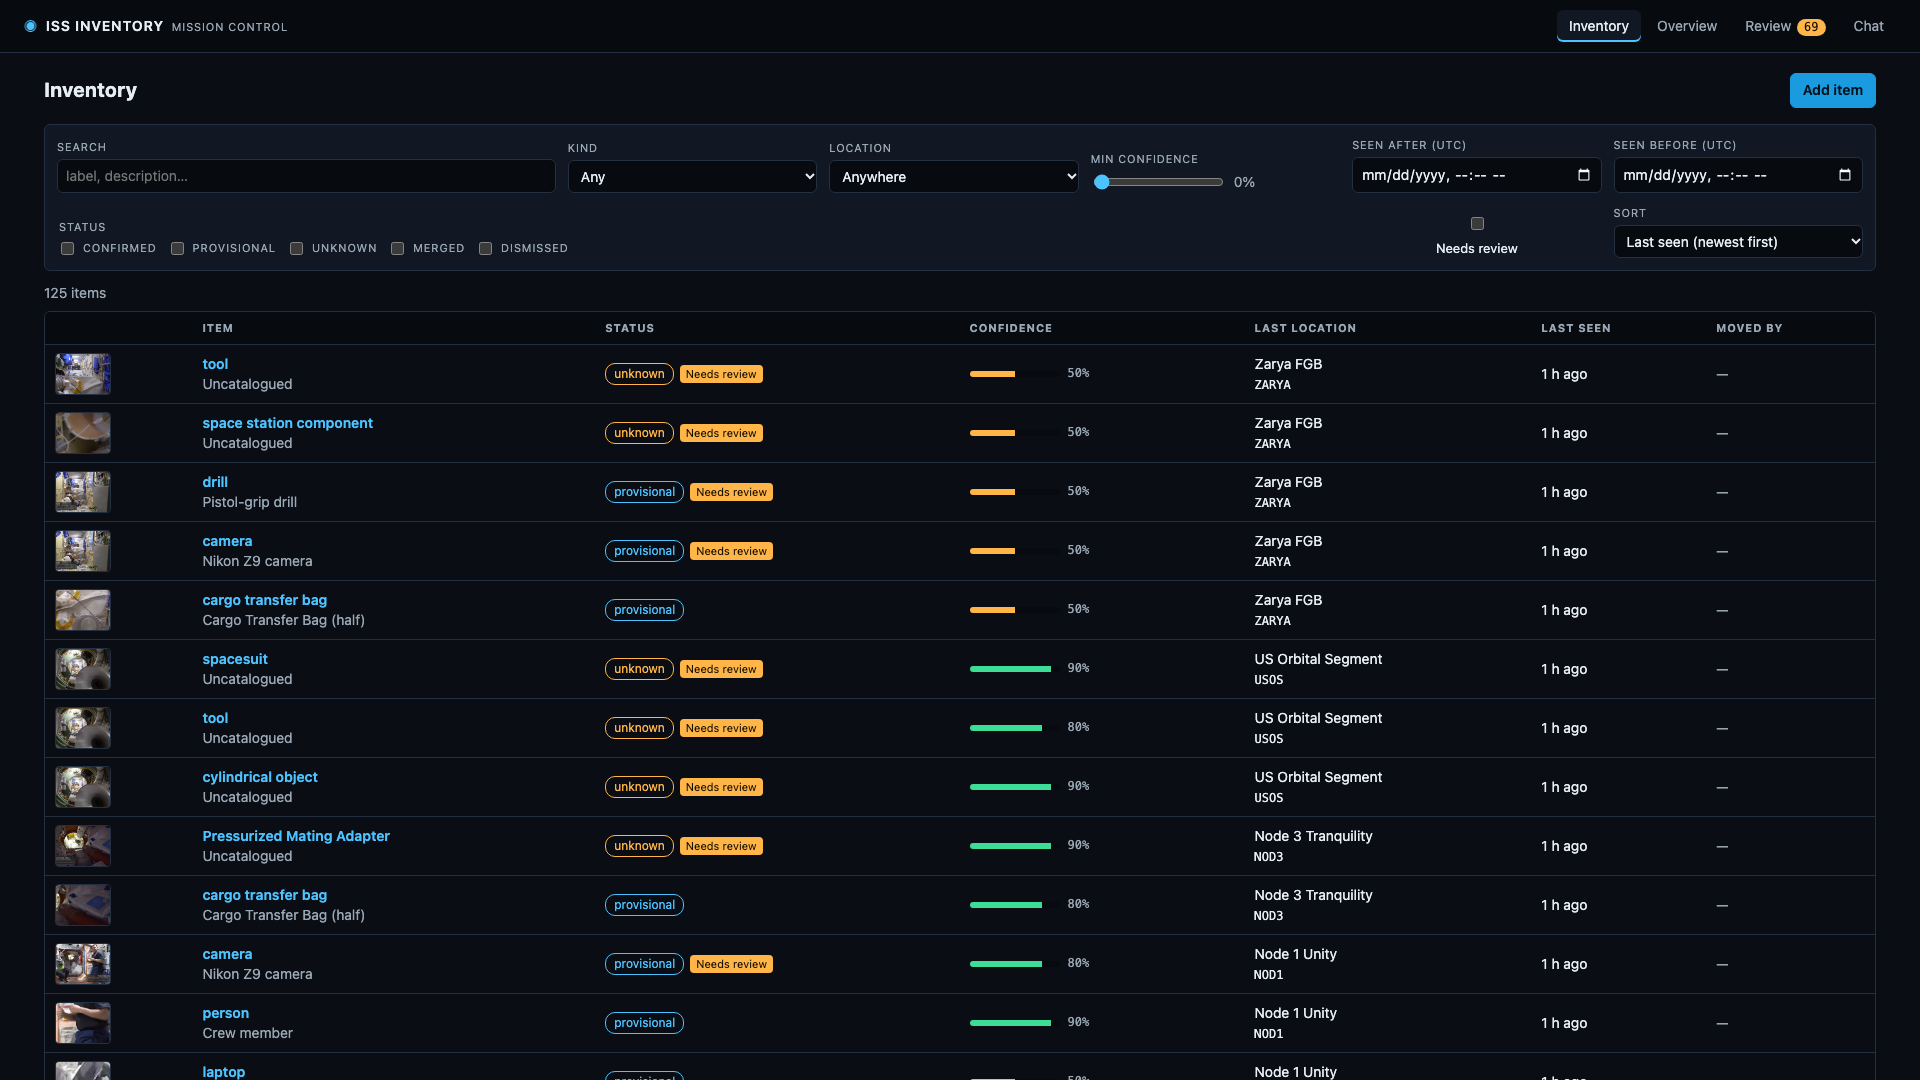 ISS INVENTORY MISSION CONTROL
Inventory Overview Review 69 Chat
Inventory
Add item
SEARCH KIND LOCATION MIN CONFIDENCE SEEN AFTER (UTC) SEEN BEFORE (UTC)
label, description... Any Anywhere 0% mm/dd/yyyy, --:-- -- mm/dd/yyyy, --:-- --
STATUS SORT
CONFIRMED PROVISIONAL UNKNOWN MERGED DISMISSED Needs review Last seen (newest first)
125 items
ITEM STATUS CONFIDENCE LAST LOCATION LAST SEEN MOVED BY
tool unknown Needs review 50% Zarya FGB 1 h ago —
Uncatalogued ZARYA
space station component unknown Needs review 50% Zarya FGB 1 h ago —
Uncatalogued ZARYA
drill provisional Needs review 50% Zarya FGB 1 h ago —
Pistol-grip drill ZARYA
camera provisional Needs review 50% Zarya FGB 1 h ago —
Nikon Z9 camera ZARYA
cargo transfer bag provisional 50% Zarya FGB 1 h ago —
Cargo Transfer Bag (half) ZARYA
spacesuit unknown Needs review 90% US Orbital Segment 1 h ago —
Uncatalogued USOS
tool unknown Needs review 80% US Orbital Segment 1 h ago —
Uncatalogued USOS
cylindrical object unknown Needs review 90% US Orbital Segment 1 h ago —
Uncatalogued USOS
Pressurized Mating Adapter unknown Needs review 90% Node 3 Tranquility 1 h ago —
Uncatalogued NOD3
cargo transfer bag provisional 80% Node 3 Tranquility 1 h ago —
Cargo Transfer Bag (half) NOD3
camera provisional Needs review 80% Node 1 Unity 1 h ago —
Nikon Z9 camera NOD1
person provisional 90% Node 1 Unity 1 h ago —
Crew member NOD1
laptop Node 1 Unity